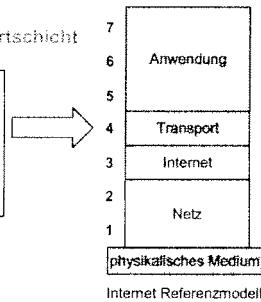 rtschicht
7
6
Anwendung
5
4
Transport
3
Internet
2
Netz
1
physikalisches Medium
Internet Referenzmodell